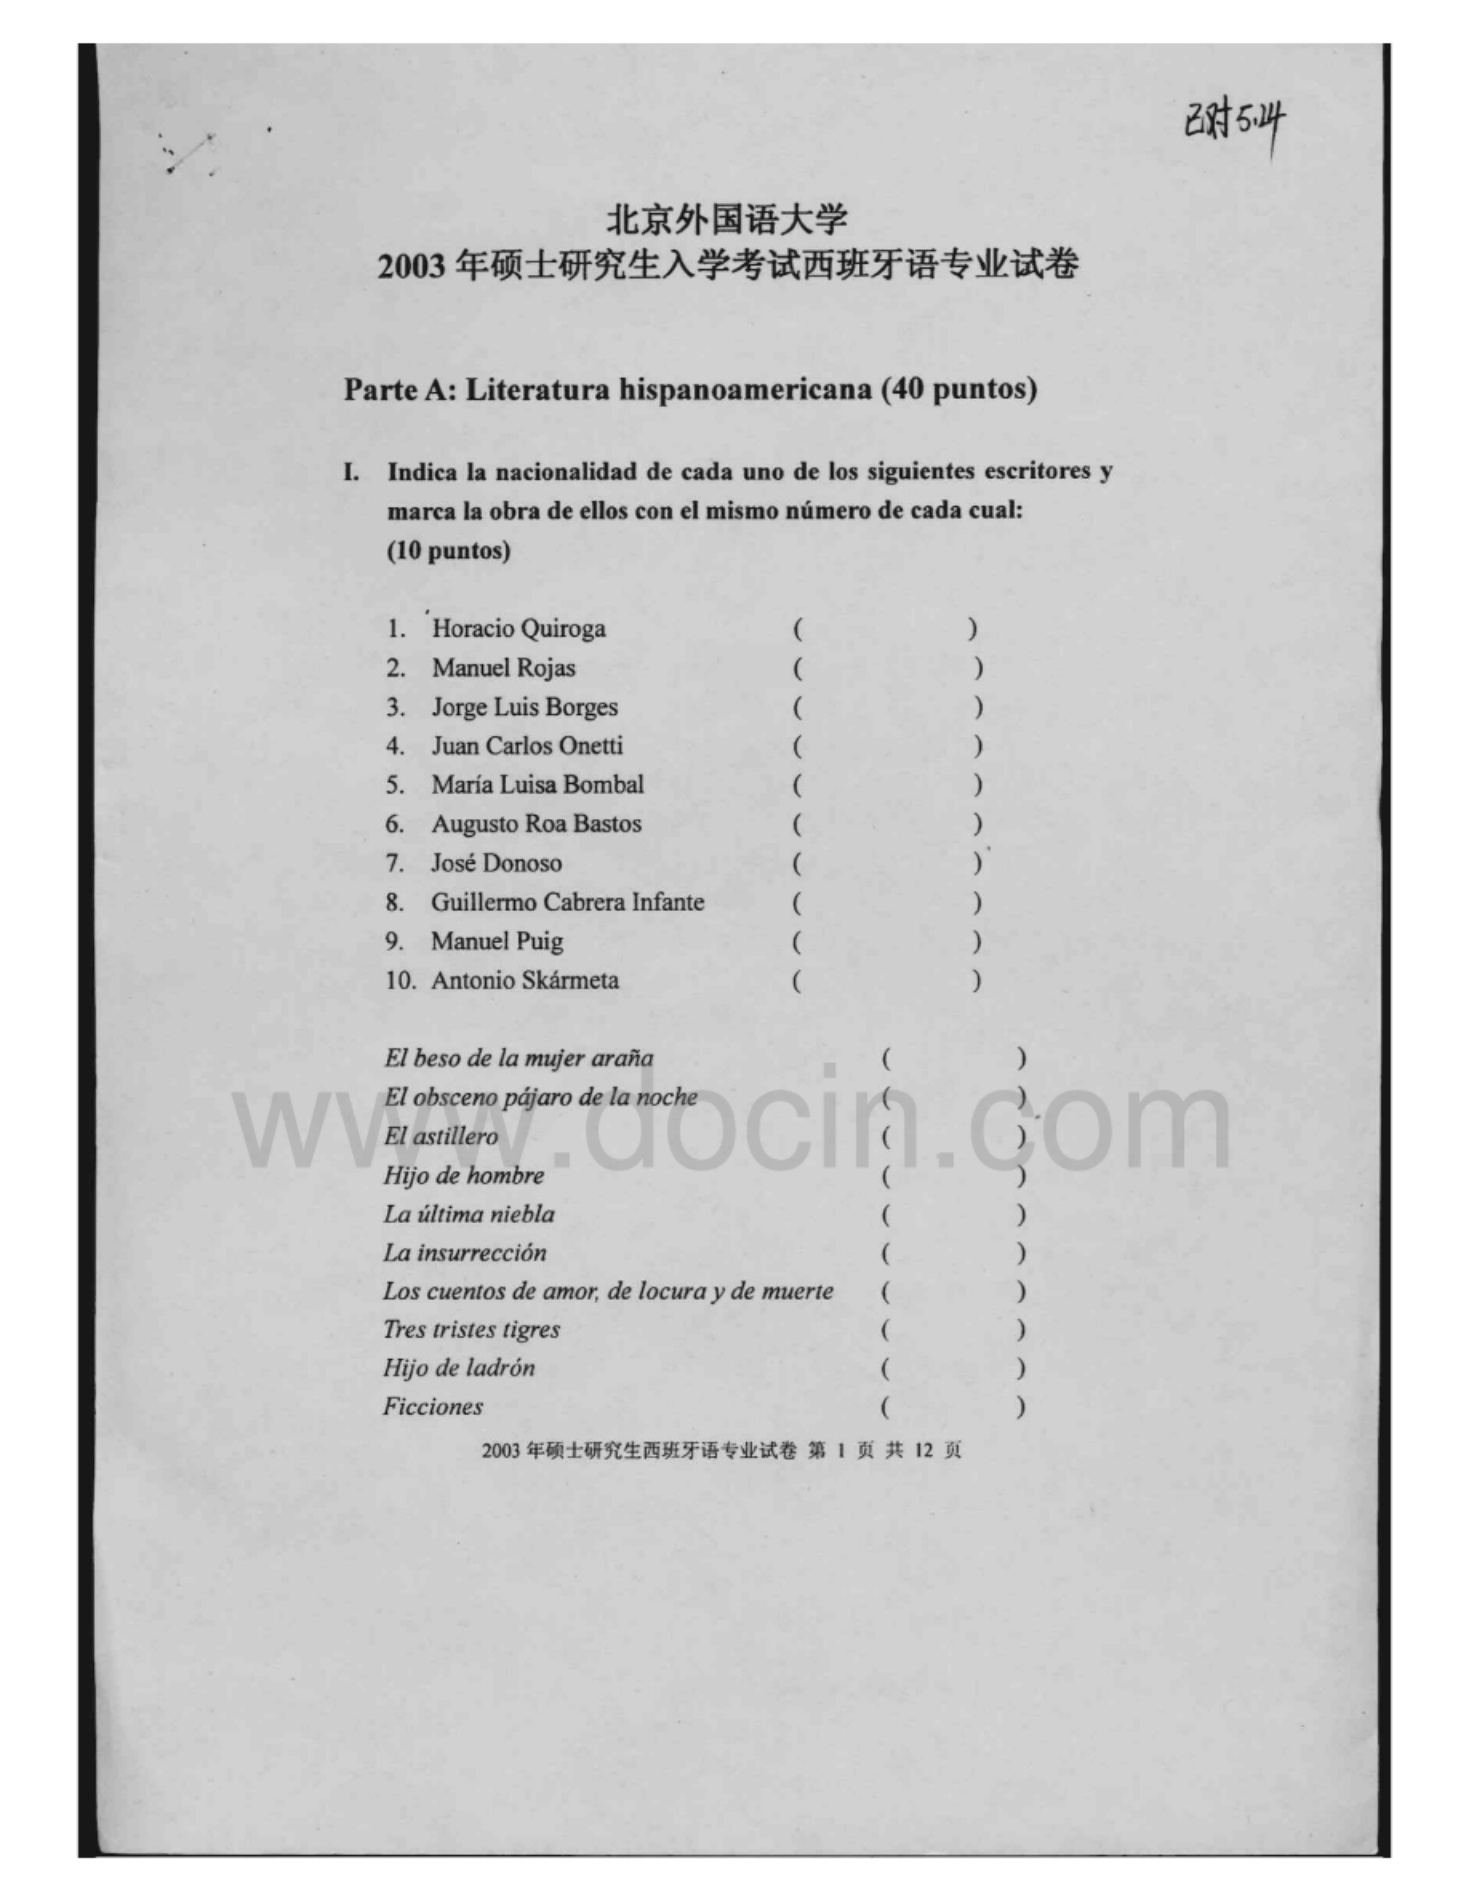 已对 5.24
北京外国语大学
2003 年硕士研究生入学考试西班牙语专业试卷
Parte A: Literatura hispanoamericana (40 puntos)
I. Indica la nacionalidad de cada uno de los siguientes escritores y
marca la obra de ellos con el mismo número de cada cual:
(10 puntos)
1. Horacio Quiroga ( )
2. Manuel Rojas ( )
3. Jorge Luis Borges ( )
4. Juan Carlos Onetti ( )
5. María Luisa Bombal ( )
6. Augusto Roa Bastos ( )
7. José Donoso ( )
8. Guillermo Cabrera Infante ( )
9. Manuel Puig ( )
10. Antonio Skármeta ( )
El beso de la mujer araña ( )
El obsceno pájaro de la noche ( )
www.docin.com
El astillero ( )
Hijo de hombre ( )
La última niebla ( )
La insurrección ( )
Los cuentos de amor, de locura y de muerte ( )
Tres tristes tigres ( )
Hijo de ladrón ( )
Ficciones ( )
2003 年硕士研究生西班牙语专业试卷 第 1 页 共 12 页